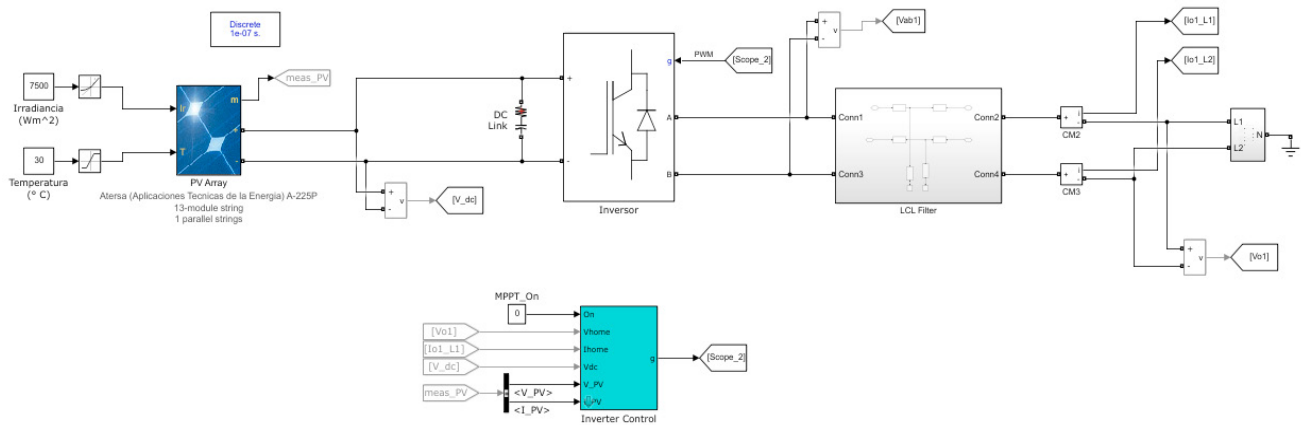 Discrete
1e-07 s.
[Vab1]
[Io1_L1]
meas_PV
PWM
[Scope_2]
[Io1_L2]
7500
Irradiancia
(Wm^2)
Ir
m
+
-
T
30
Temperatura
(° C)
PV Array
Atersa (Aplicaciones Tecnicas de la Energia) A-225P
13-module string
1 parallel strings
DC
Link
+
-
g
A
B
Inversor
+
-
v
[V_dc]
+
-
v
Conn1
Conn2
Conn3
Conn4
LCL Filter
+
i
-
CM2
+
i
-
CM3
L1
N
L2
+
-
v
[Vo1]
MPPT_On
0
On
[Vo1]
Vhome
[Io1_L1]
Ihome
[V_dc]
Vdc
g
[Scope_2]
meas_PV
V_PV
<V_PV>
<I_PV>
Inverter Control